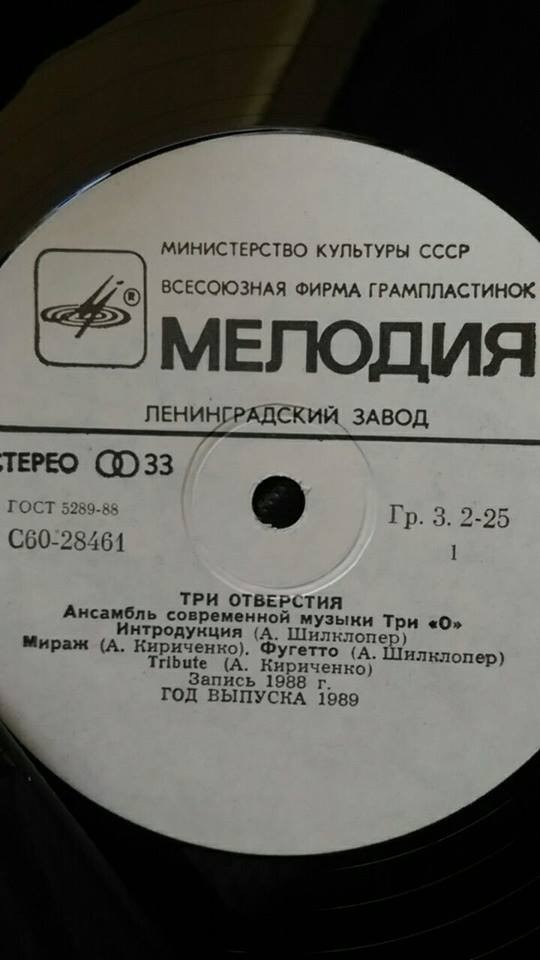 МИНИСТЕРСТВО КУЛЬТУРЫ СССР
ВСЕСОЮЗНАЯ ФИРМА ГРАМПЛАСТИНОК
®
МЕЛОДИЯ
ЛЕНИНГРАДСКИЙ ЗАВОД
СТЕРЕО 33
ГОСТ 5289-88
С60-28461
Гр. 3. 2-25
1
ТРИ ОТВЕРСТИЯ
Ансамбль современной музыки Три «О»
Интродукция (А. Шилклопер)
Мираж (А. Кириченко). Фугетто (А. Шилклопер)
Tribute (А. Кириченко)
Запись 1988 г.
ГОД ВЫПУСКА 1989